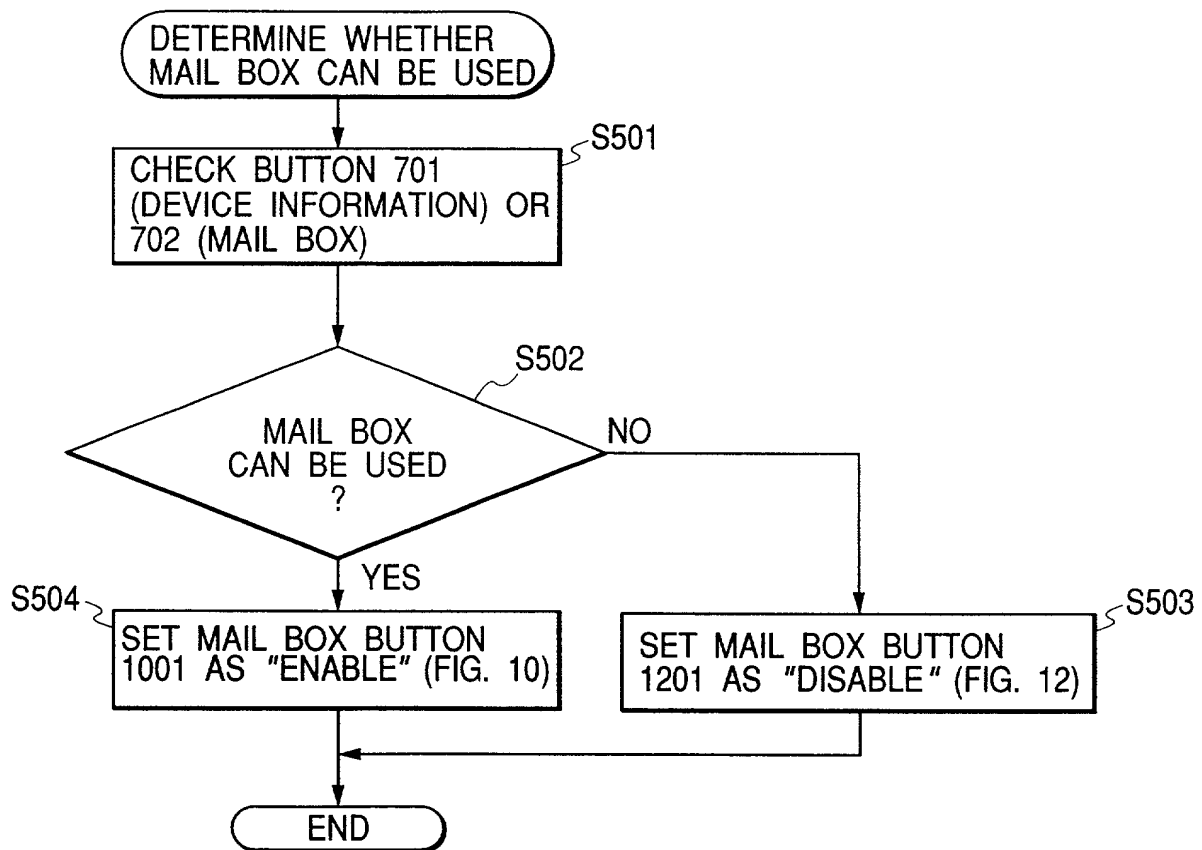 DETERMINE WHETHER
MAIL BOX CAN BE USED
S501
CHECK BUTTON 701
(DEVICE INFORMATION) OR
702 (MAIL BOX)
S502
MAIL BOX
CAN BE USED
?
NO
YES
S504
SET MAIL BOX BUTTON
1001 AS "ENABLE" (FIG. 10)
S503
SET MAIL BOX BUTTON
1201 AS "DISABLE" (FIG. 12)
END